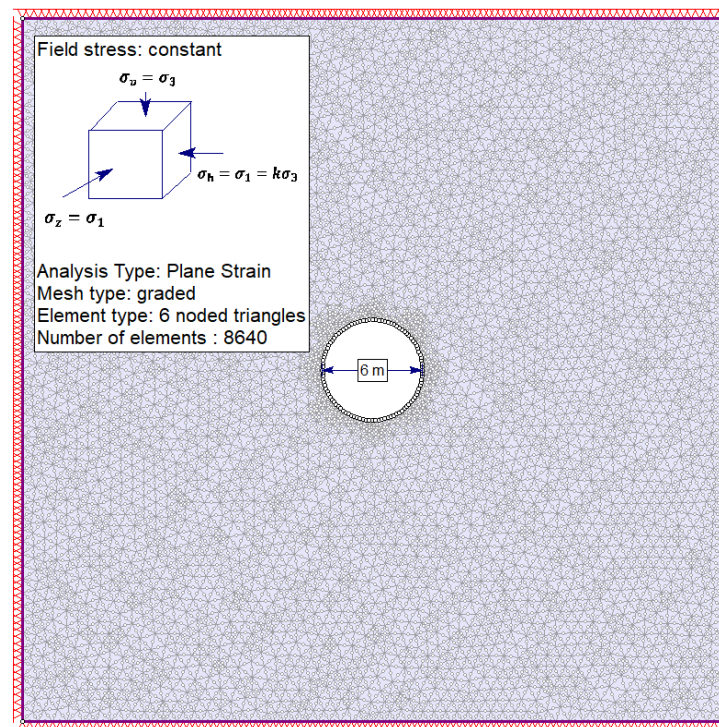 Field stress: constant
σᵥ = σ₃
σₕ = σ₁ = kσ₃
σ_z = σ₁
Analysis Type: Plane Strain
Mesh type: graded
Element type: 6 noded triangles
Number of elements : 8640
6 m